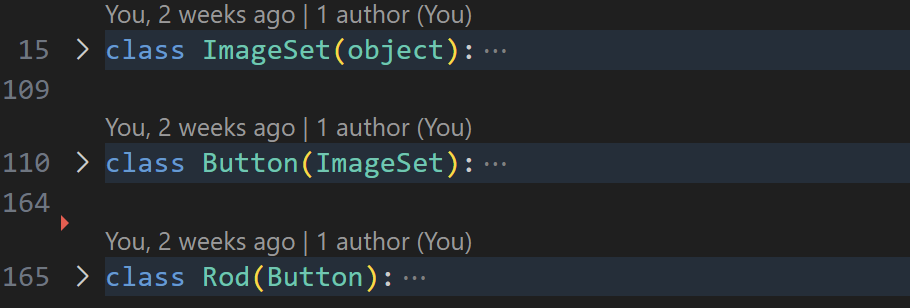 You, 2 weeks ago | 1 author (You)
15 > class ImageSet(object): ···
109
You, 2 weeks ago | 1 author (You)
110 > class Button(ImageSet): ···
164
You, 2 weeks ago | 1 author (You)
165 > class Rod(Button): ···